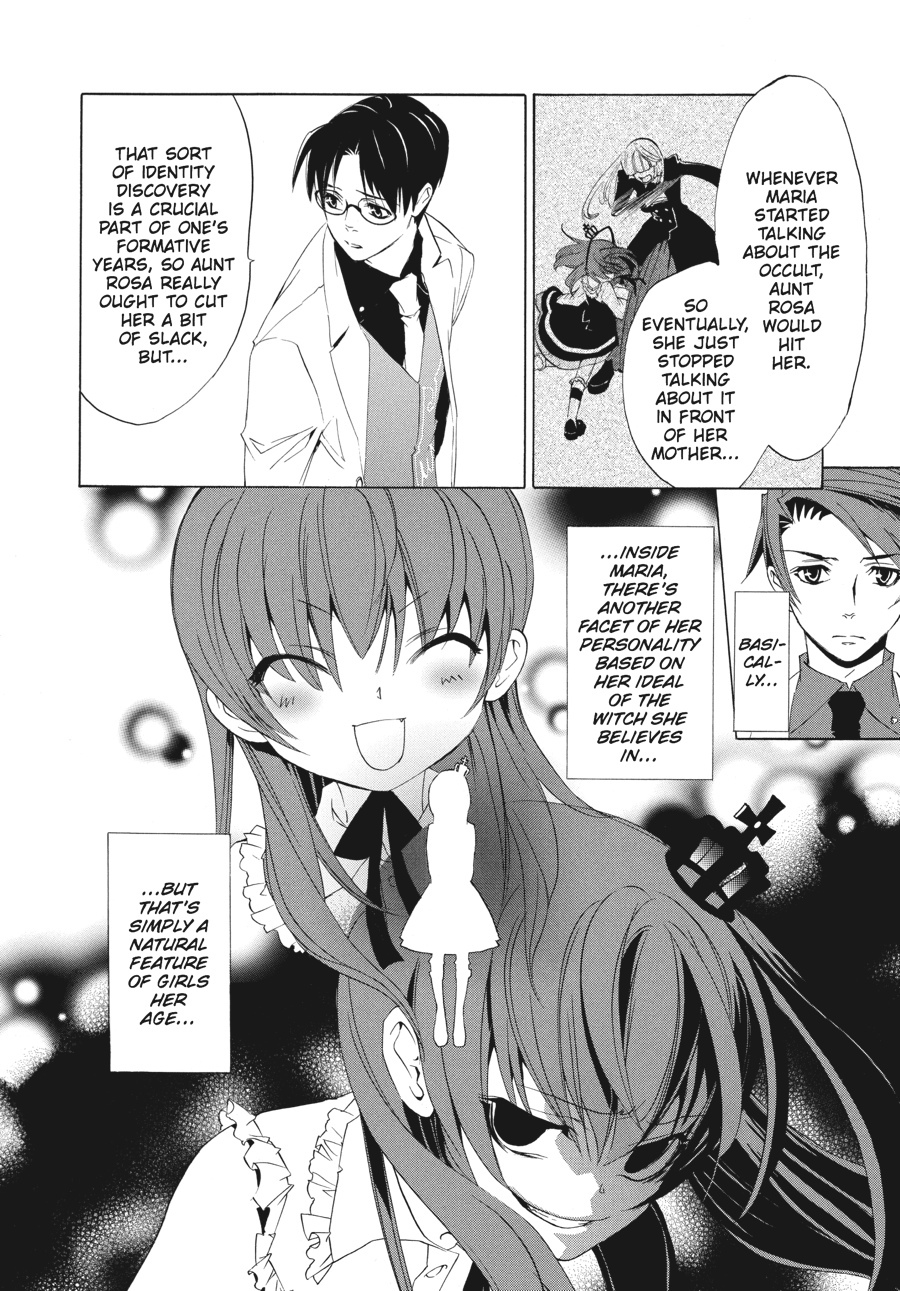 WHENEVER
MARIA
STARTED
TALKING
ABOUT THE
OCCULT,
AUNT
ROSA
WOULD
HIT
HER.
SO
EVENTUALLY,
SHE JUST
STOPPED
TALKING
ABOUT IT
IN FRONT
OF HER
MOTHER...
THAT SORT
OF IDENTITY
DISCOVERY
IS A CRUCIAL
PART OF ONE'S
FORMATIVE
YEARS, SO AUNT
ROSA REALLY
OUGHT TO CUT
HER A BIT
OF SLACK,
BUT...
BASI-
CAL-
LY...
...INSIDE
MARIA,
THERE'S
ANOTHER
FACET OF HER
PERSONALITY
BASED ON
HER IDEAL
OF THE
WITCH SHE
BELIEVES
IN...
...BUT
THAT'S
SIMPLY A
NATURAL
FEATURE
OF GIRLS
HER
AGE...